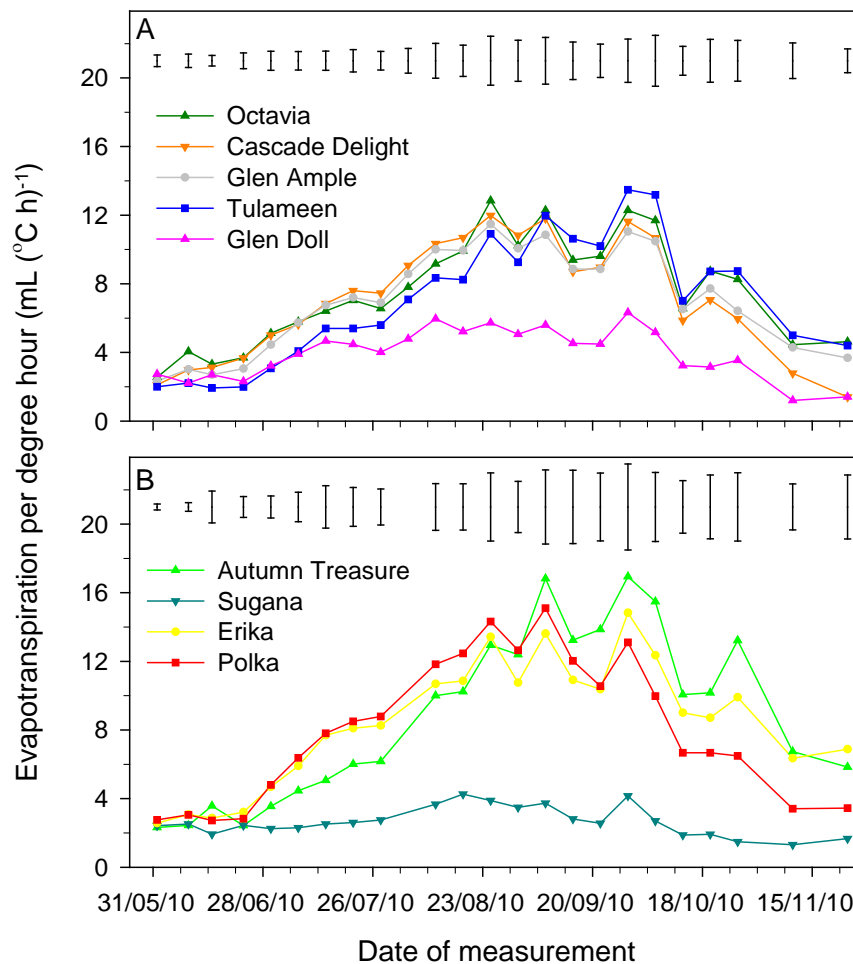 A
20
16
12
8
4
0
Octavia
Cascade Delight
Glen Ample
Tulameen
Glen Doll
B
20
16
12
8
4
0
Autumn Treasure
Sugana
Erika
Polka
Evapotranspiration per degree hour (mL (°C h)⁻¹
31/05/10 28/06/10 26/07/10 23/08/10 20/09/10 18/10/10 15/11/10
Date of measurement